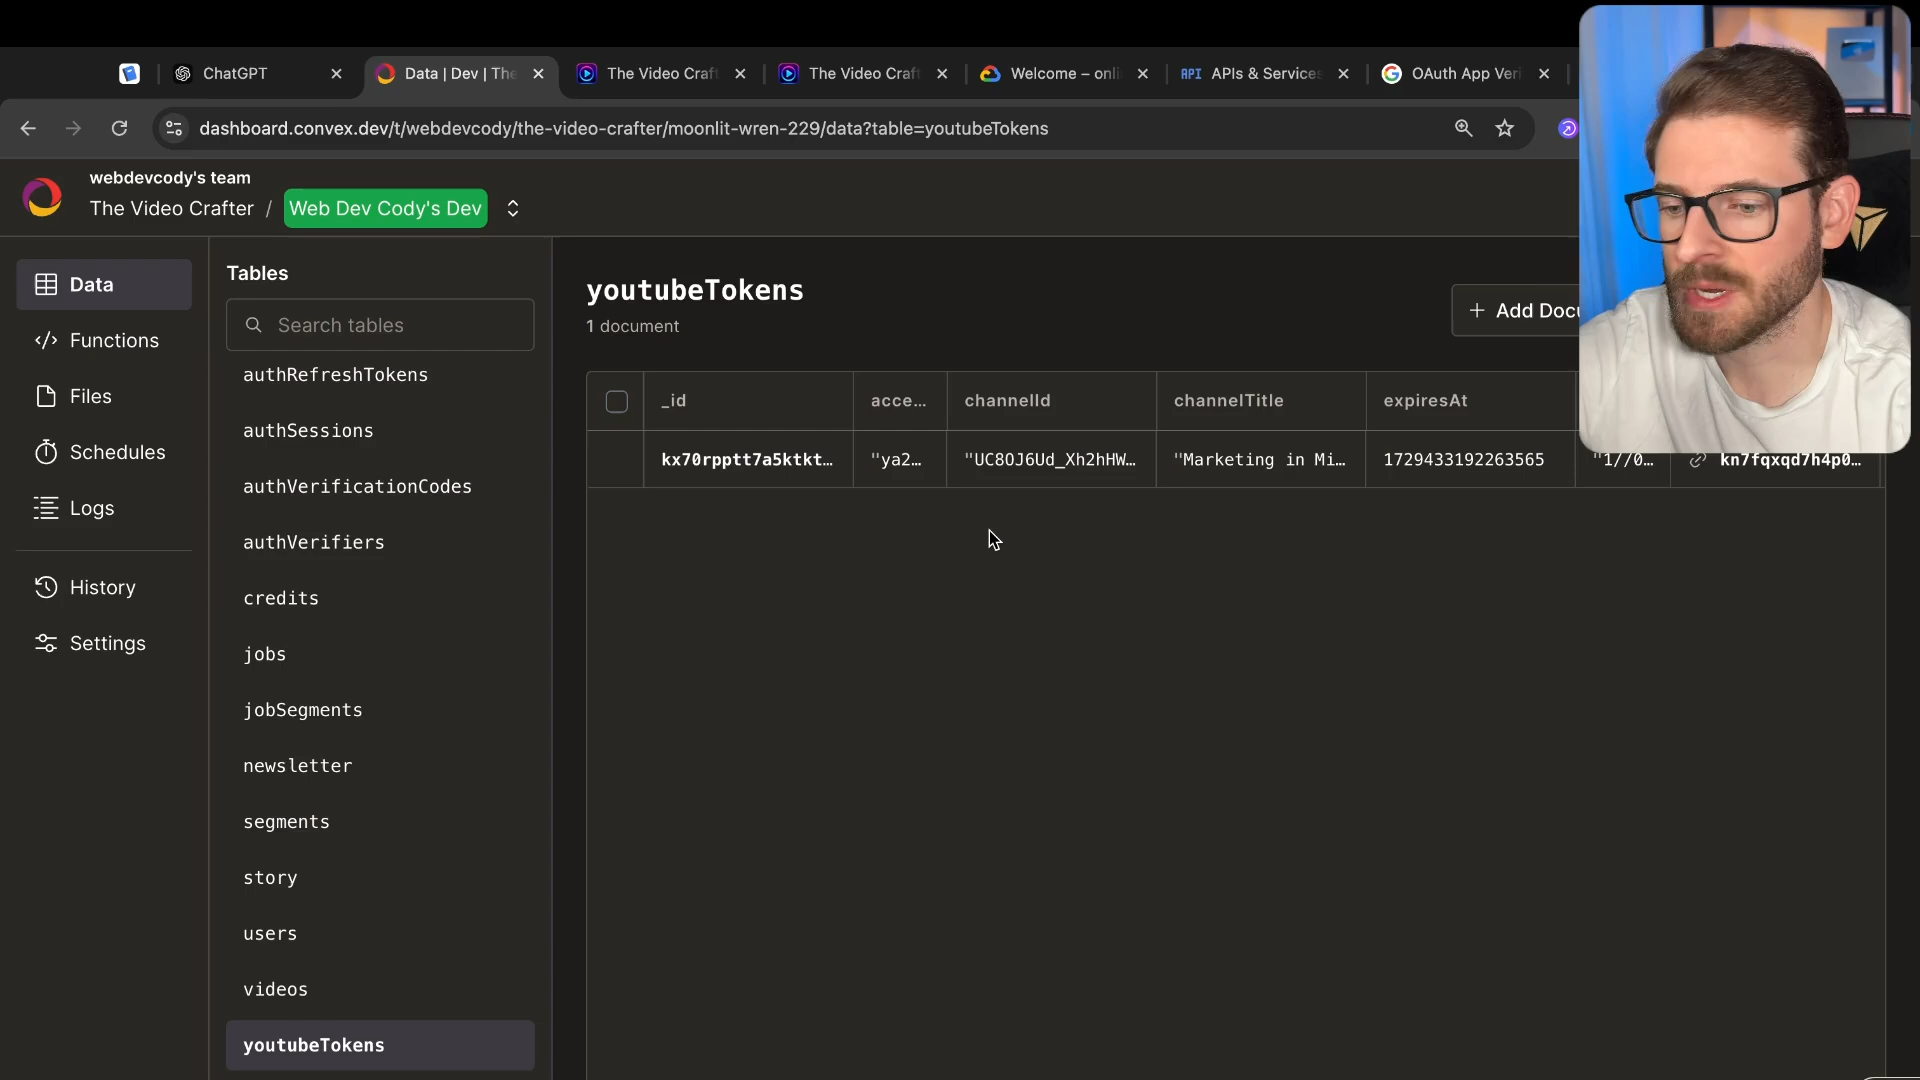 ChatGPT
Data | Dev | The
The Video Craft
The Video Craft
Welcome – onli
API APIs & Services
OAuth App Veri
dashboard.convex.dev/t/webdevcody/the-video-crafter/moonlit-wren-229/data?table=youtubeTokens
webdevcody's team
The Video Crafter / Web Dev Cody's Dev
Data
Functions
Files
Schedules
Logs
History
Settings
Tables
Search tables
authRefreshTokens
authSessions
authVerificationCodes
authVerifiers
credits
jobs
jobSegments
newsletter
segments
story
users
videos
youtubeTokens
youtubeTokens
1 document
+ Add Docu
_id acce… channelId channelTitle expiresAt
kx70rpptt7a5ktkt… "ya2… "UC8OJ6Ud_Xh2hHW… "Marketing in Mi… 1729433192263565 "1//0… kn7fqxqd7h4p0…